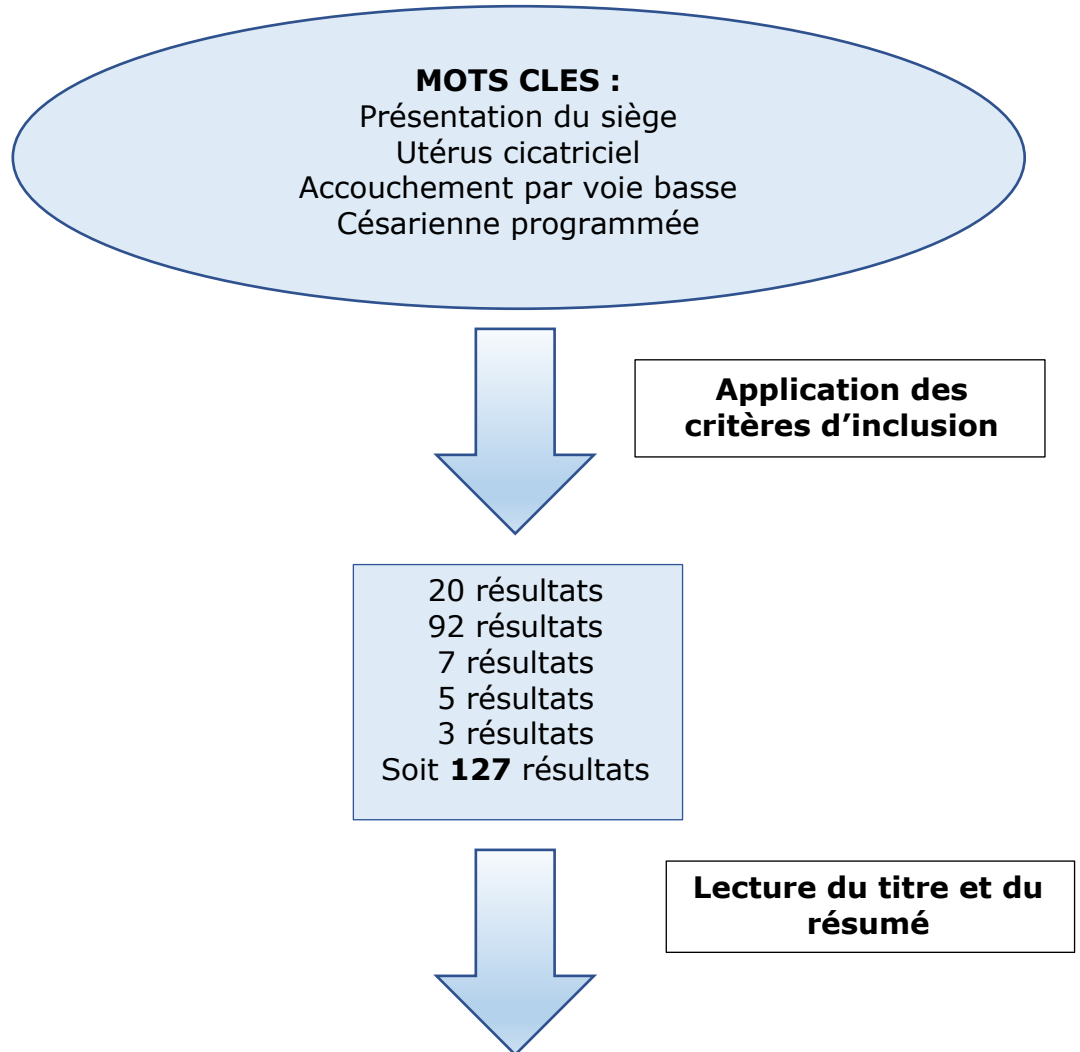 MOTS CLES :
Présentation du siège
Utérus cicatriciel
Accouchement par voie basse
Césarienne programmée
Application des
critères d’inclusion
20 résultats
92 résultats
7 résultats
5 résultats
3 résultats
Soit 127 résultats
Lecture du titre et du
résumé